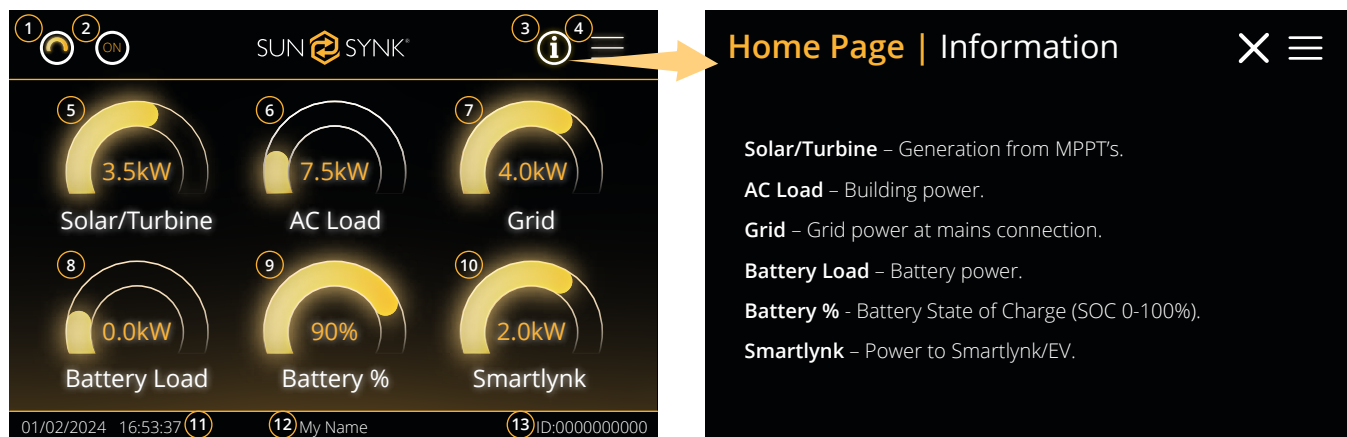 1 2 ON SUN SYNK® 3 i 4
5 6 7
3.5kW 7.5kW 4.0kW
Solar/Turbine AC Load Grid
8 9 10
0.0kW 90% 2.0kW
Battery Load Battery % Smartlynk
01/02/2024 16:53:37 11 12 My Name 13 ID:0000000000
Home Page | Information
Solar/Turbine – Generation from MPPT’s.
AC Load – Building power.
Grid – Grid power at mains connection.
Battery Load – Battery power.
Battery % - Battery State of Charge (SOC 0-100%).
Smartlynk – Power to Smartlynk/EV.